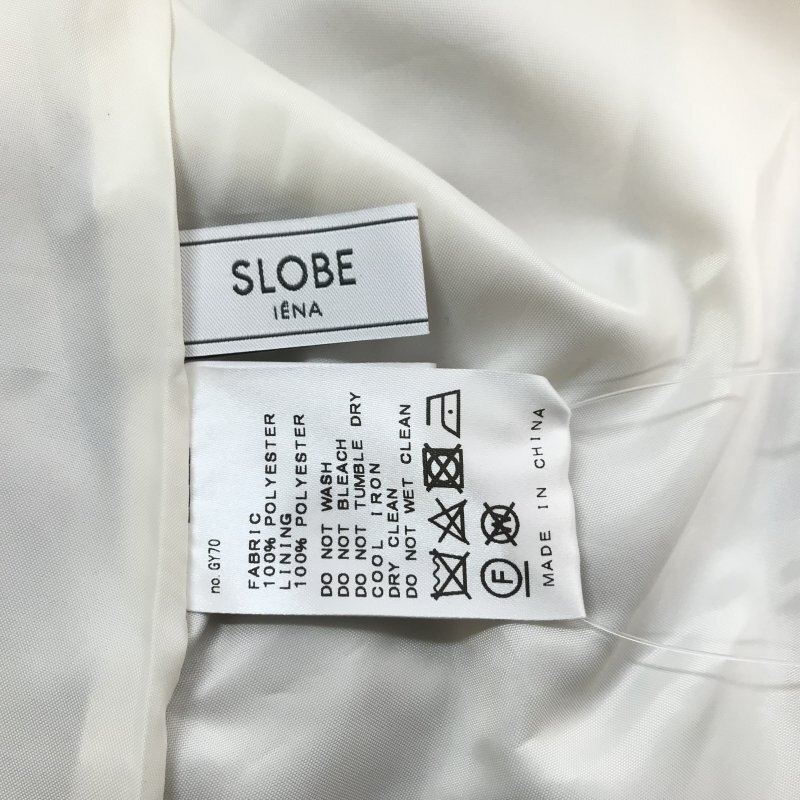 SLOBE
IÉNA
no. GY70
FABRIC
100% POLYESTER
LINING
100% POLYESTER
DO NOT WASH
DO NOT BLEACH
DO NOT TUMBLE DRY
COOL IRON
DRY CLEAN
DO NOT WET CLEAN
F W
MADE IN CHINA